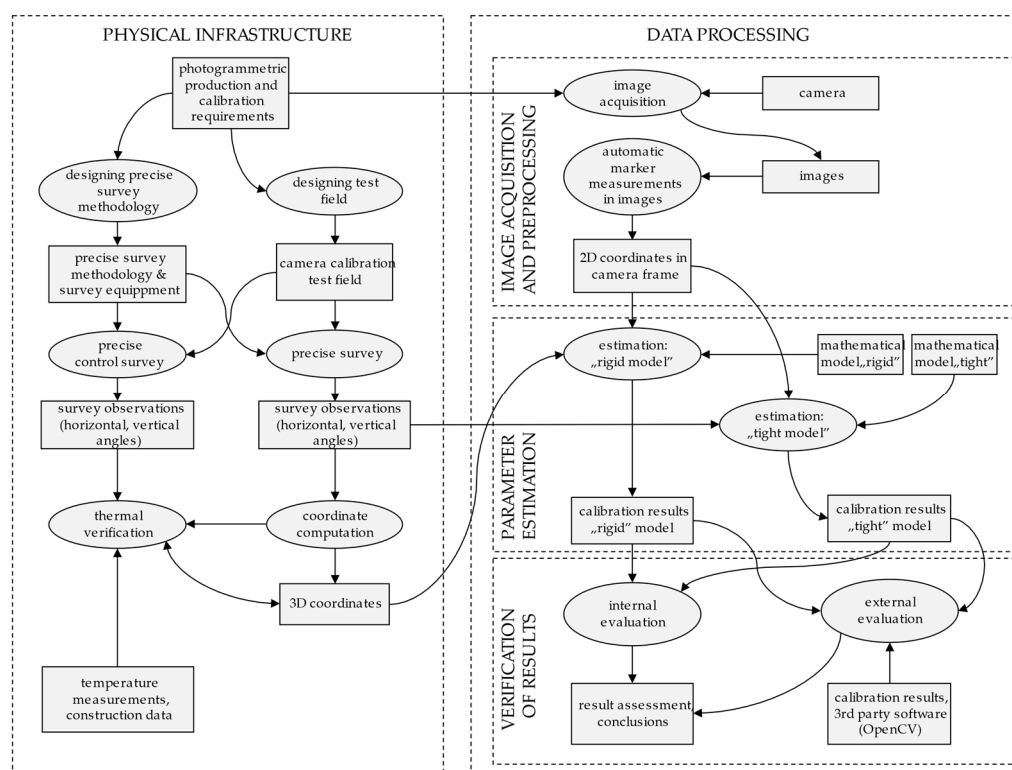 PHYSICAL INFRASTRUCTURE
photogrammetric
production and
calibration
requirements
designing precise
survey
methodology
designing test
field
precise survey
methodology &
survey equippment
camera calibration
test field
precise
control survey
precise survey
survey observations
(horizontal, vertical
angles)
survey observations
(horizontal, vertical
angles)
thermal
verification
coordinate
computation
3D coordinates
temperature
measurements,
construction data
DATA PROCESSING
IMAGE ACQUISITION
AND PREPROCESSING
image
acquisition
camera
automatic
marker
measurements
in images
images
2D coordinates in
camera frame
PARAMETER
ESTIMATION
estimation:
„rigid model”
mathematical
model„rigid”
mathematical
model„tight”
estimation:
„tight model”
calibration results
„rigid” model
calibration results
„tight” model
VERIFICATION
OF RESULTS
internal
evaluation
external
evaluation
result assessment,
conclusions
calibration results,
3rd party software
(OpenCV)